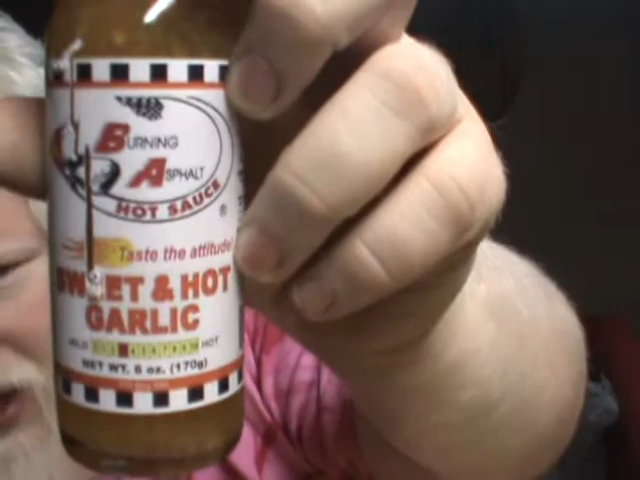 BURNING
ASPHALT
HOT SAUCE
®
Taste the attitude!
SWEET & HOT
GARLIC
MILD HOT
NET WT. 6 oz. (170g)